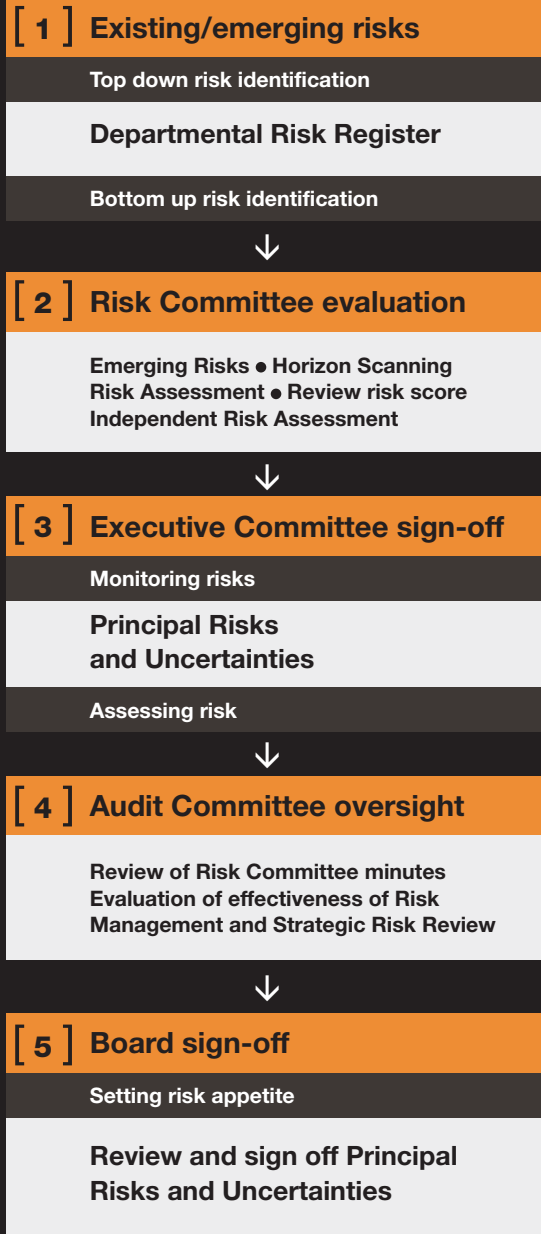 [ 1 ] Existing/emerging risks
Top down risk identification
Departmental Risk Register
Bottom up risk identification
↓
[ 2 ] Risk Committee evaluation
Emerging Risks ● Horizon Scanning
Risk Assessment ● Review risk score
Independent Risk Assessment
↓
[ 3 ] Executive Committee sign-off
Monitoring risks
Principal Risks
and Uncertainties
Assessing risk
↓
[ 4 ] Audit Committee oversight
Review of Risk Committee minutes
Evaluation of effectiveness of Risk
Management and Strategic Risk Review
↓
[ 5 ] Board sign-off
Setting risk appetite
Review and sign off Principal
Risks and Uncertainties